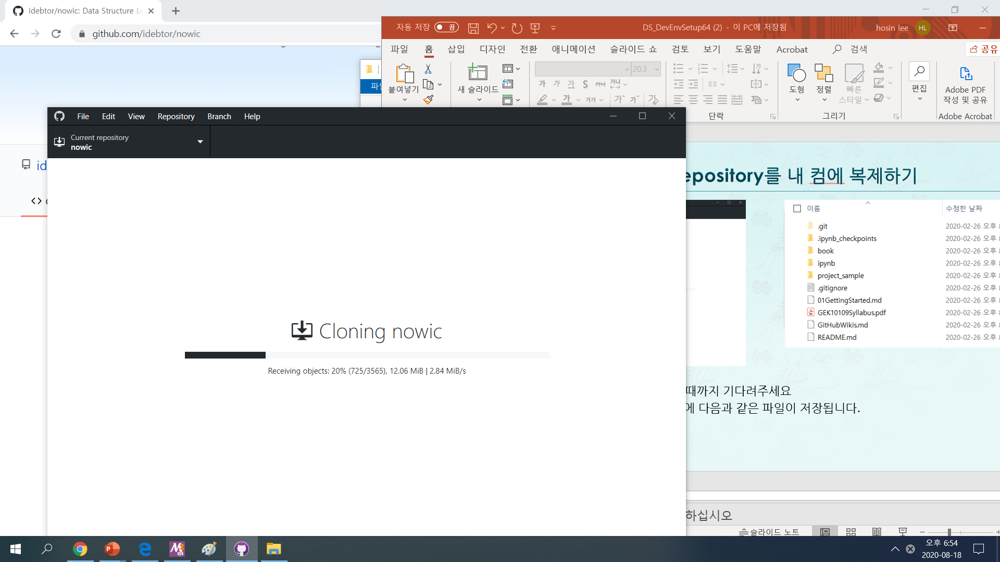 idebtor/nowic: Data Structure Le
github.com/idebtor/nowic
자동 저장 끔
DS_DevEnvSetup64 (2) - 이 PC에 저장됨
hosin lee HL
파일 홈 삽입 디자인 전환 애니메이션 슬라이드 쇼 검토 보기 도움말 Acrobat 검색 공유
붙여넣기
새 슬라이드
20.3
단락
도형
정렬
빠른
스타일
그리기
편집
Adobe PDF
작성 및 공유
Adobe Acrobat
File Edit View Repository Branch Help
Current repository
nowic
id
epository를 내 컴에 복제하기
이름 수정한 날짜
.git 2020-02-26 오후
.ipynb_checkpoints 2020-02-26 오후
book 2020-02-26 오후
ipynb 2020-02-26 오후
project_sample 2020-02-26 오후
.gitignore 2020-02-26 오후
01GettingStarted.md 2020-02-26 오후
GEK10109Syllabus.pdf 2020-02-26 오후
GitHubWikis.md 2020-02-26 오후
README.md 2020-02-26 오후
Cloning nowic
Receiving objects: 20% (725/3565), 12.06 MiB | 2.84 MiB/s
때까지 기다려주세요
에 다음과 같은 파일이 저장됩니다.
하십시오
슬라이드 노트
오후 6:54
2020-08-18